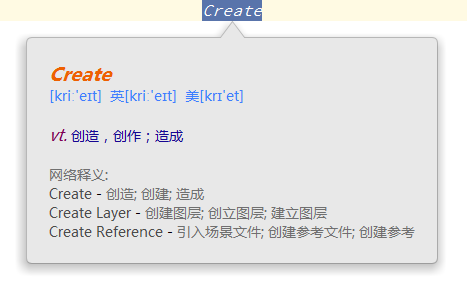 Create
Create
[kriːˈeɪt] 英[kriːˈeɪt] 美[krɪˈet]
vt. 创造，创作；造成
网络释义:
Create - 创造; 创建; 造成
Create Layer - 创建图层; 创立图层; 建立图层
Create Reference - 引入场景文件; 创建参考文件; 创建参考